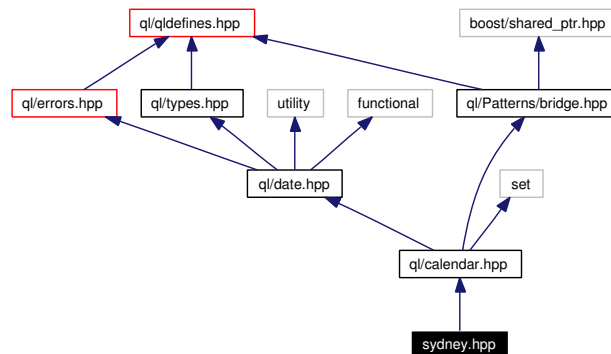 ql/qldefines.hpp
boost/shared_ptr.hpp
ql/errors.hpp
ql/types.hpp
utility
functional
ql/Patterns/bridge.hpp
ql/date.hpp
set
ql/calendar.hpp
sydney.hpp